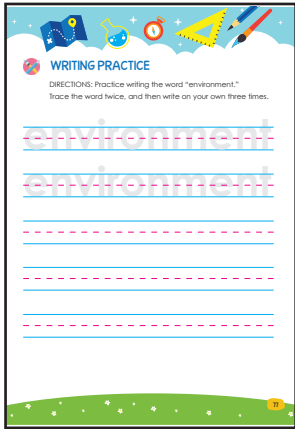 WRITING PRACTICE
DIRECTIONS: Practice writing the word “environment.”
Trace the word twice, and then write on your own three times.
environment
environment
77